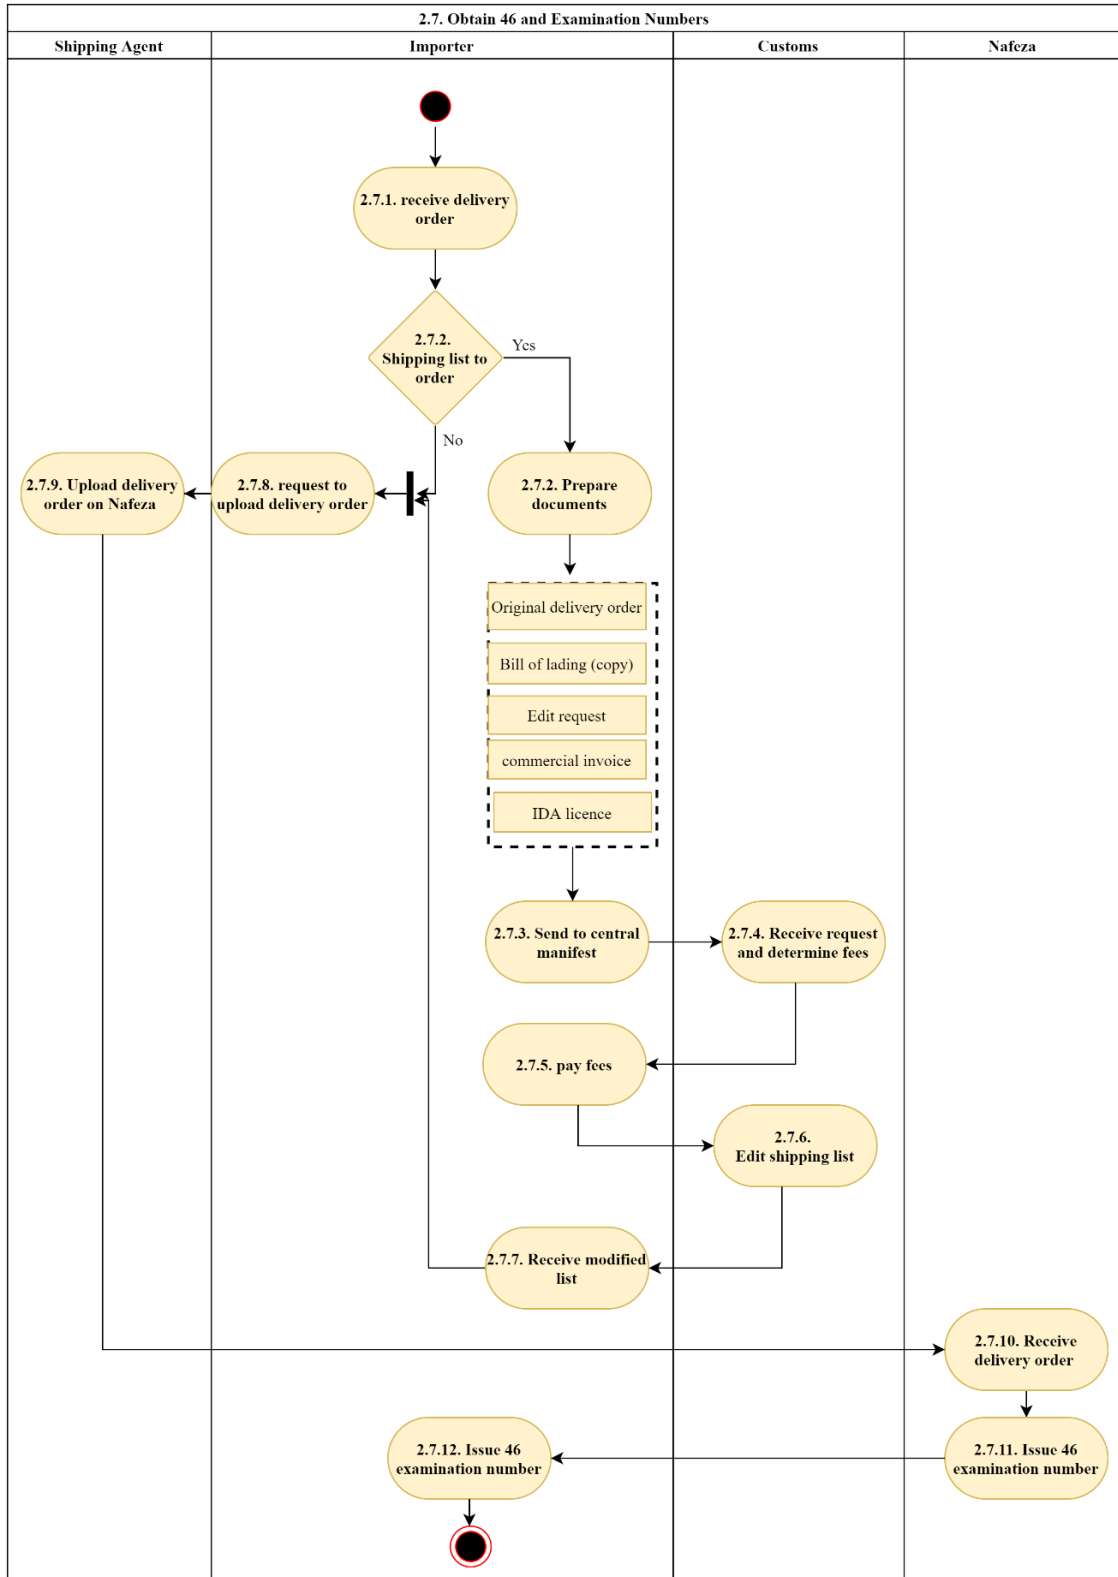 2.7. Obtain 46 and Examination Numbers
Shipping Agent
Importer
Customs
Nafeza
2.7.1. receive delivery
order
2.7.2.
Shipping list to
order
Yes
No
2.7.9. Upload delivery
order on Nafeza
2.7.8. request to
upload delivery order
2.7.2. Prepare
documents
Original delivery order
Bill of lading (copy)
Edit request
commercial invoice
IDA licence
2.7.3. Send to central
manifest
2.7.4. Receive request
and determine fees
2.7.5. pay fees
2.7.6.
Edit shipping list
2.7.7. Receive modified
list
2.7.10. Receive
delivery order
2.7.12. Issue 46
examination number
2.7.11. Issue 46
examination number